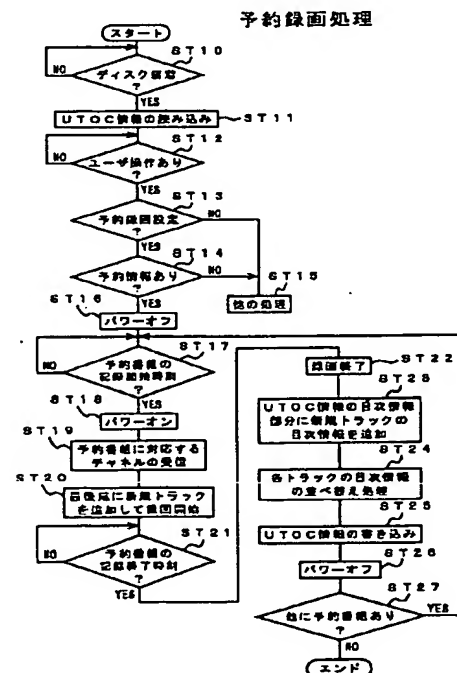 予約録画処理
スタート
ST10
ディスク装着
?
NO
YES
UTOC情報の読み込み
ST11
ST12
ユーザ操作あり
?
NO
YES
ST13
予約録画設定
?
NO
YES
ST14
予約情報あり
?
NO
YES
ST15
他の処理
ST16
パワーオフ
ST17
予約番組の
記録開始時刻
?
NO
YES
ST18
パワーオン
ST19
予約番組に対応する
チャネルの受信
ST20
最後尾に新規トラック
を追加して録画開始
ST21
予約番組の
記録終了時刻
?
NO
YES
ST22
録画終了
ST23
UTOC情報の目次情報
部分に新規トラックの
目次情報を追加
ST24
各トラックの目次情報
の並べ替え処理
ST25
UTOC情報の書き込み
ST26
パワーオフ
ST27
他に予約番組あり
?
YES
NO
エンド